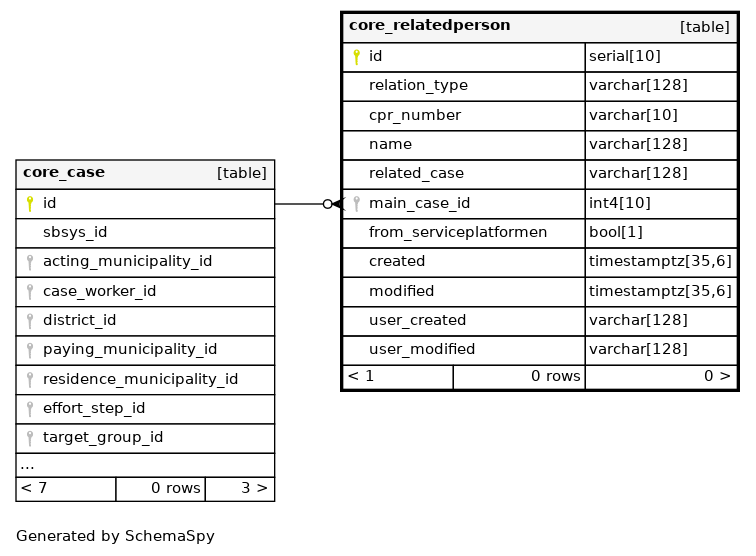 core_relatedperson [table]
id serial[10]
relation_type varchar[128]
cpr_number varchar[10]
name varchar[128]
related_case varchar[128]
main_case_id int4[10]
from_serviceplatformen bool[1]
created timestamptz[35,6]
modified timestamptz[35,6]
user_created varchar[128]
user_modified varchar[128]
< 1 0 rows 0 >
core_case [table]
id
sbsys_id
acting_municipality_id
case_worker_id
district_id
paying_municipality_id
residence_municipality_id
effort_step_id
target_group_id
...
< 7 0 rows 3 >
Generated by SchemaSpy